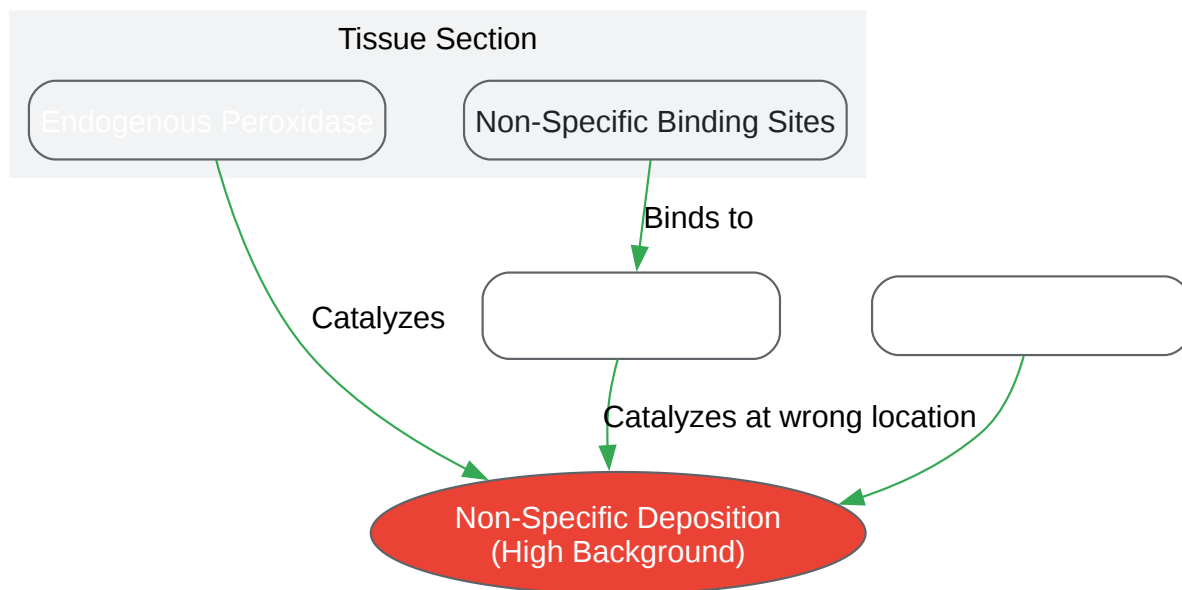 Tissue Section
Endogenous Peroxidase
Non-Specific Binding Sites
Binds to
Catalyzes
Catalyzes at wrong location
Non-Specific Deposition
(High Background)